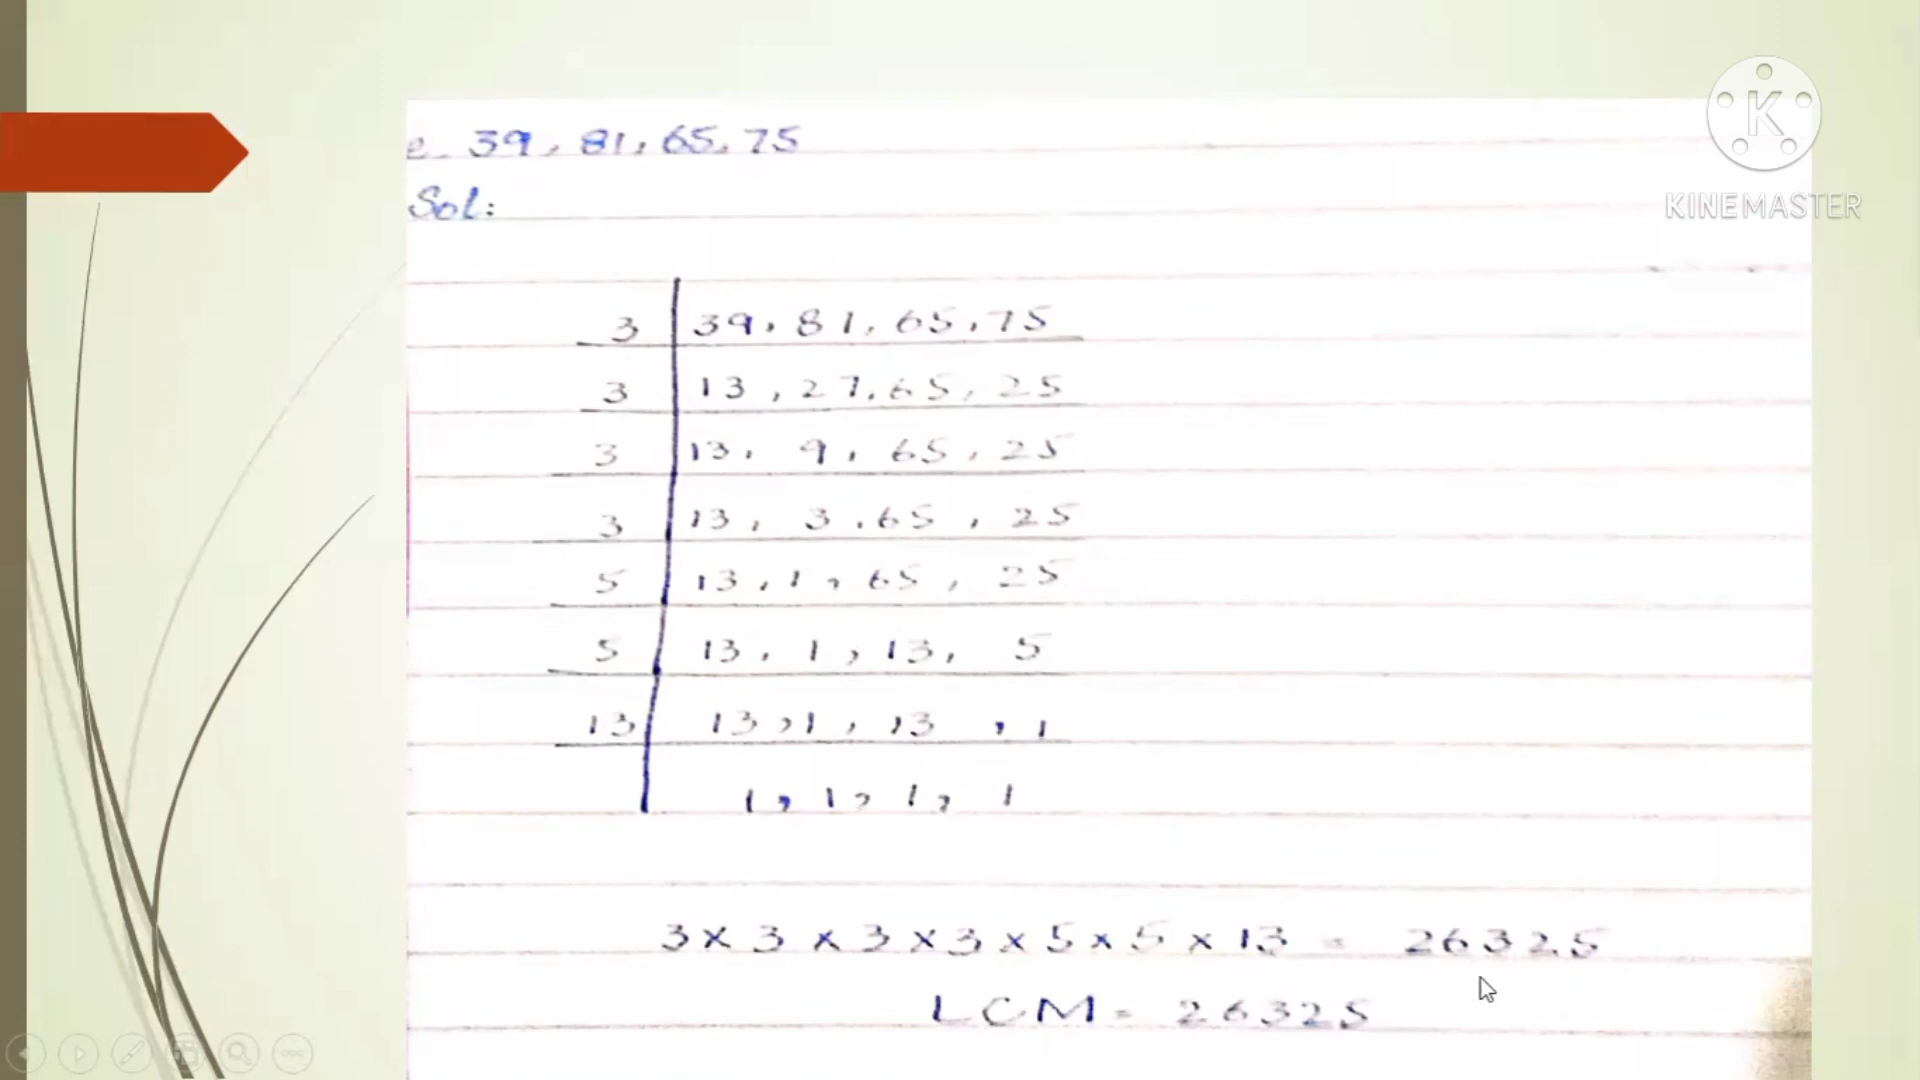 e. 39, 81, 65, 75
K
KINEMASTER
Sol:
3 39, 81, 65, 75
3 13, 27, 65, 25
3 13, 9, 65, 25
3 13, 3, 65, 25
5 13, 1, 65, 25
5 13, 1, 13, 5
13 13, 1, 13, 1
1, 1, 1, 1
3 × 3 × 3 × 3 × 5 × 5 × 13 = 26325
LCM = 26325